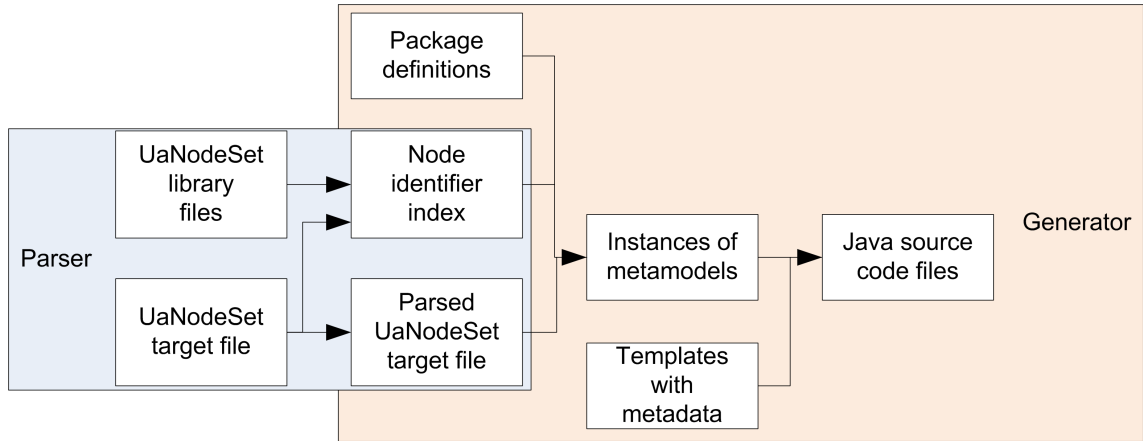 Package
definitions
UaNodeSet
library
files
Node
identifier
index
Parser
UaNodeSet
target file
Parsed
UaNodeSet
target file
Instances of
metamodels
Java source
code files
Generator
Templates
with
metadata